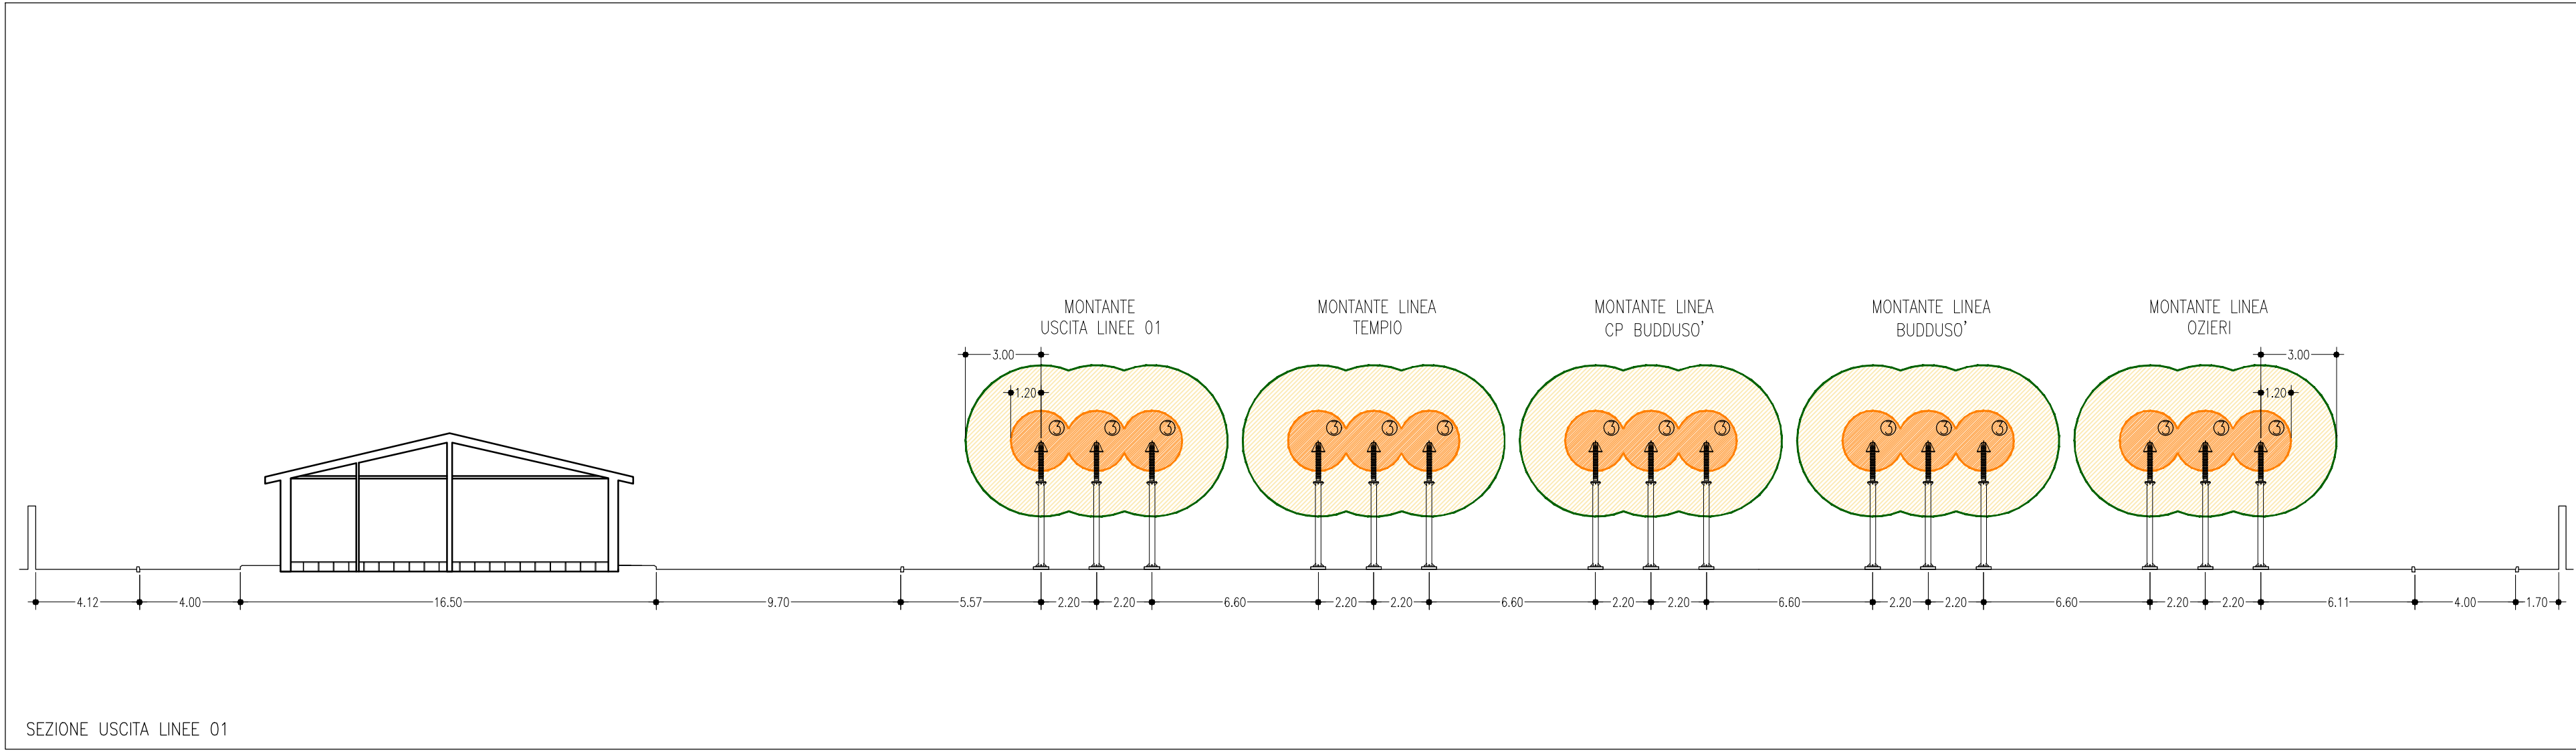 MONTANTE
USCITA LINEE 01
MONTANTE LINEA
TEMPIO
MONTANTE LINEA
CP BUDDUSO'
MONTANTE LINEA
BUDDUSO'
MONTANTE LINEA
OZIERI
3.00
3.00
1.20
1.20
3 3 3 3 3 3 3 3 3 3 3 3 3 3 3
4.12 4.00 16.50 9.70 5.57 2.20 2.20 6.60 2.20 2.20 6.60 2.20 2.20 6.60 2.20 2.20 6.60 2.20 2.20 6.11 4.00 1.70
SEZIONE USCITA LINEE 01